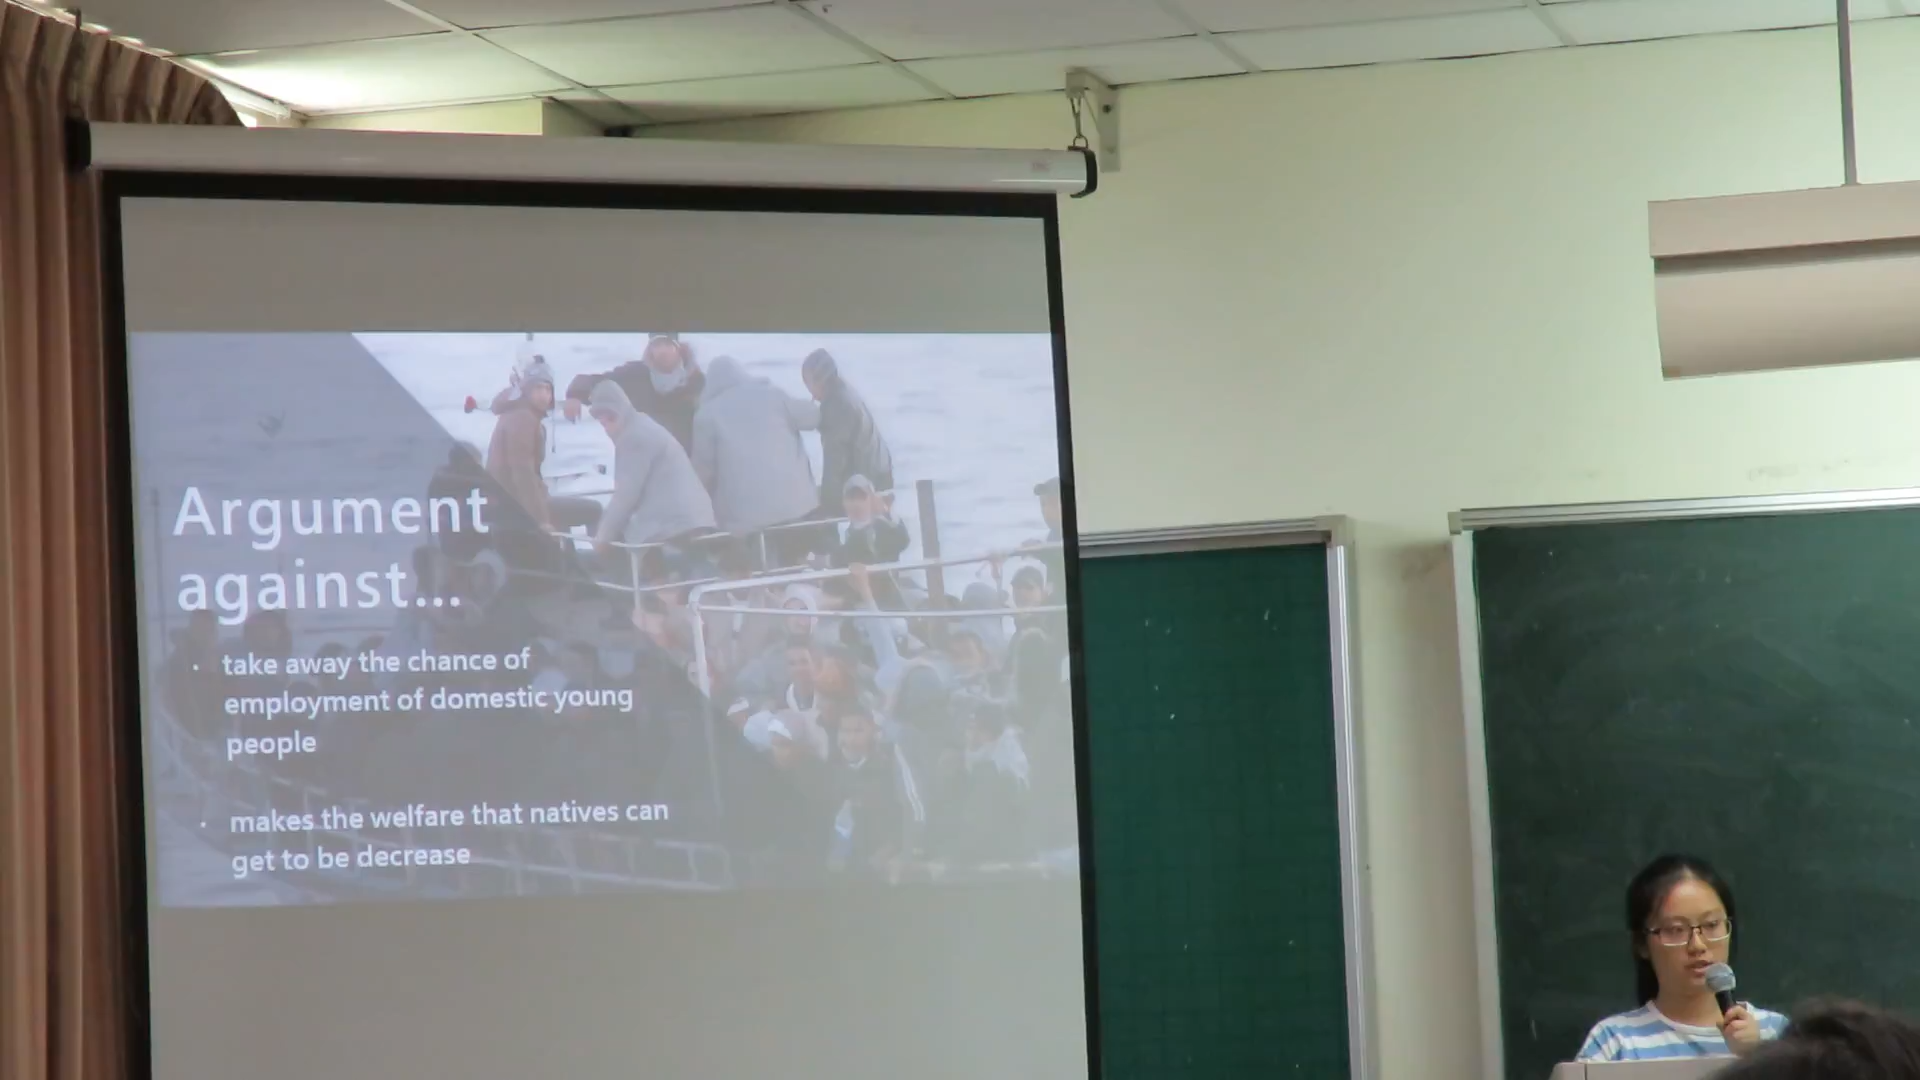 Argument
against...
• take away the chance of
employment of domestic young
people
• makes the welfare that natives can
get to be decrease